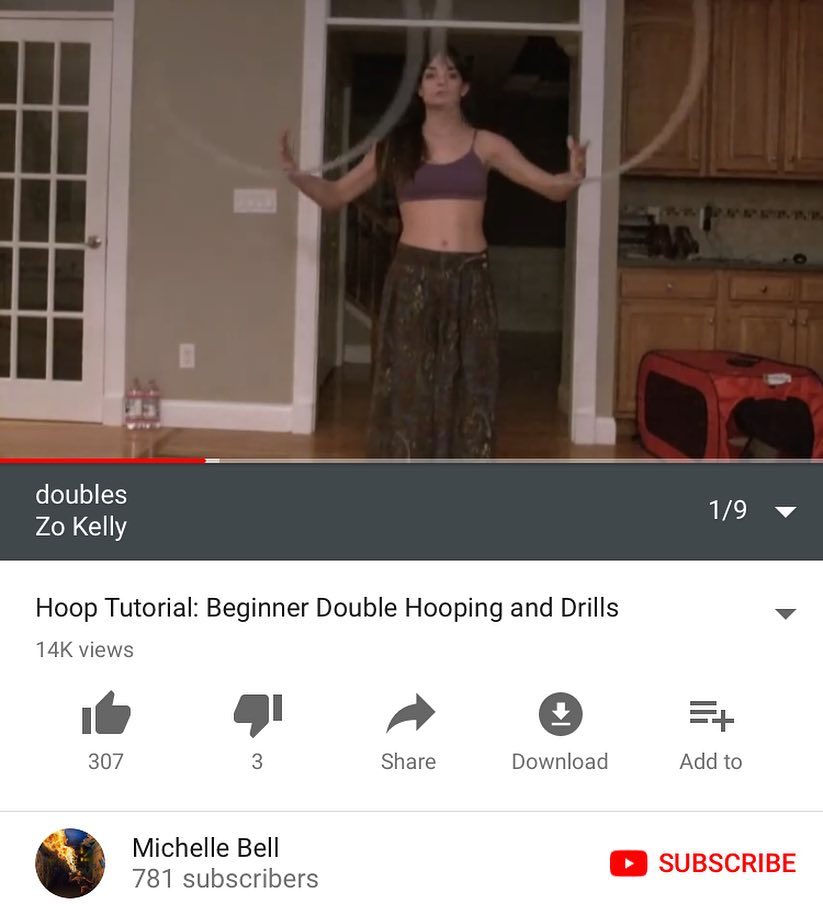 doubles
Zo Kelly
1/9
Hoop Tutorial: Beginner Double Hooping and Drills
14K views
307
3
Share
Download
Add to
Michelle Bell
781 subscribers
SUBSCRIBE